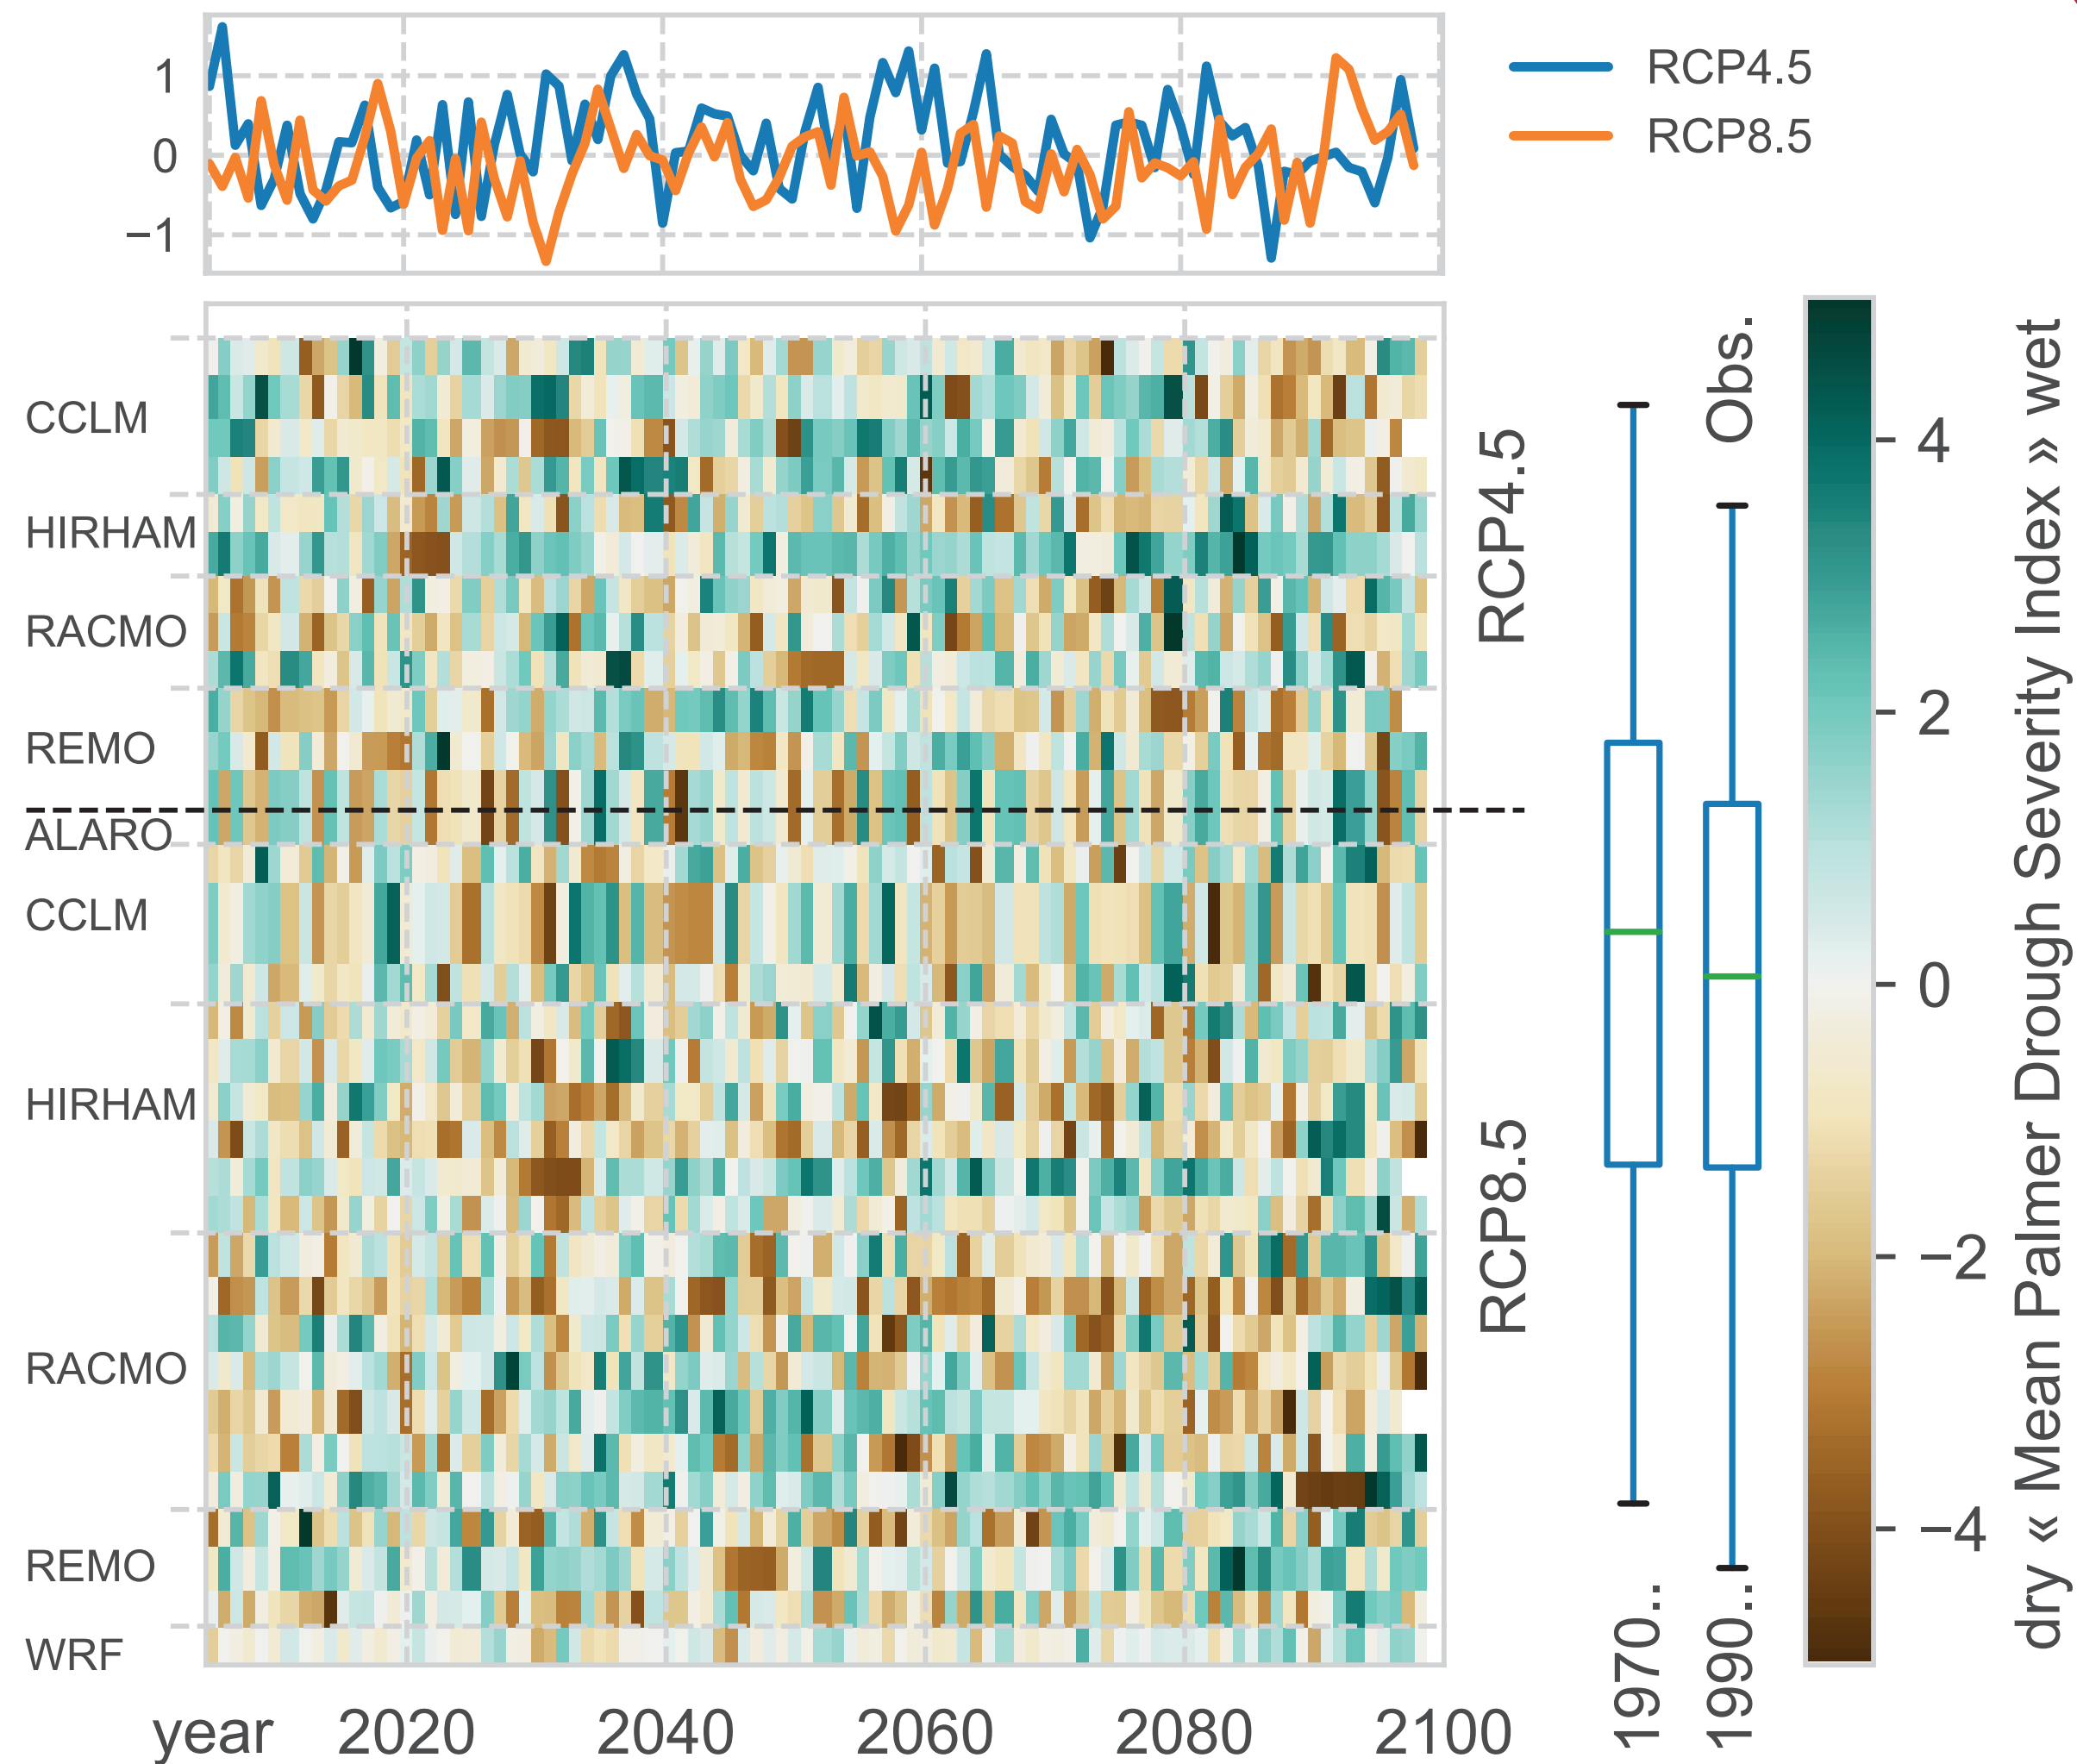 1
0
−1
RCP4.5
RCP8.5
CCLM
HIRHAM
RACMO
REMO
ALARO
CCLM
HIRHAM
RACMO
REMO
WRF
year
2020
2040
2060
2080
2100
RCP4.5
RCP8.5
Obs.
1970..
1990..
4
2
0
−2
−4
dry « Mean Palmer Drough Severity Index » wet